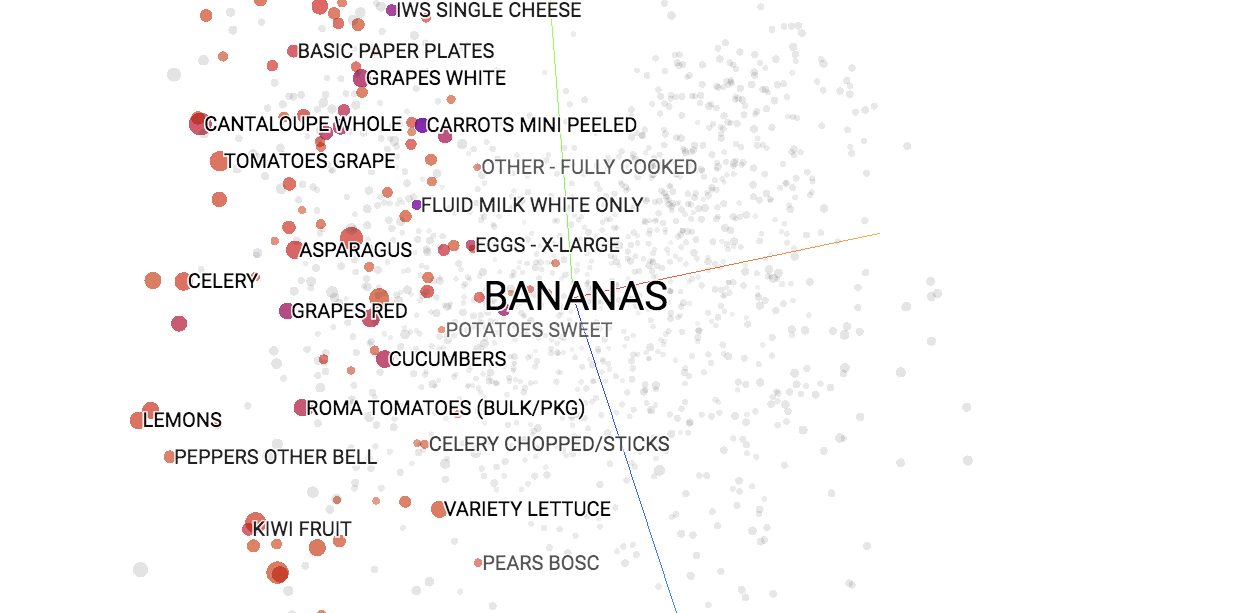 IWS SINGLE CHEESE
BASIC PAPER PLATES
GRAPES WHITE
CANTALOUPE WHOLE
CARROTS MINI PEELED
TOMATOES GRAPE
OTHER - FULLY COOKED
FLUID MILK WHITE ONLY
ASPARAGUS
EGGS - X-LARGE
CELERY
BANANAS
GRAPES RED
POTATOES SWEET
CUCUMBERS
ROMA TOMATOES (BULK/PKG)
LEMONS
CELERY CHOPPED/STICKS
PEPPERS OTHER BELL
VARIETY LETTUCE
KIWI FRUIT
PEARS BOSC